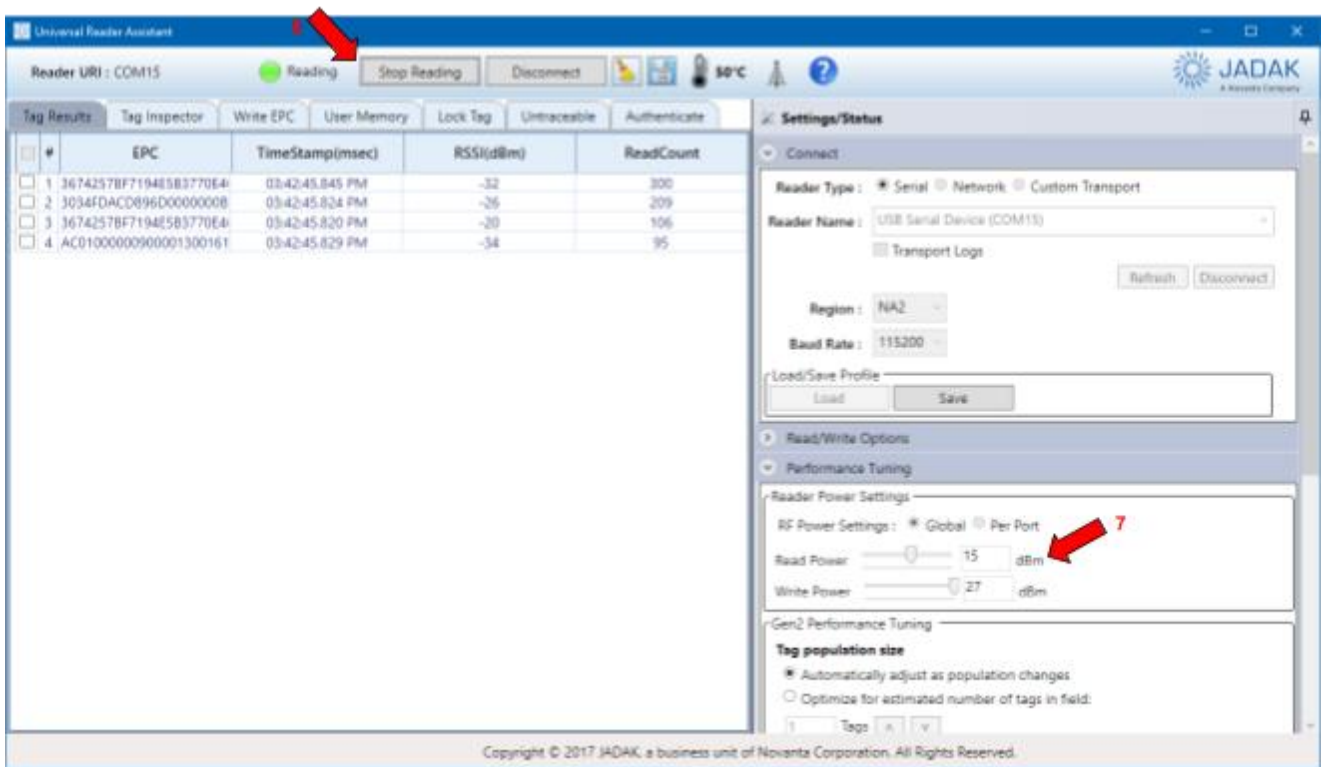 Universal Reader Assistant
Reader URI : COM15 Reading Stop Reading Disconnect 50°C JADAK
A Novanta Company
Tag Results Tag Inspector Write EPC User Memory Lock Tag Untraceable Authenticate Settings/Status
# EPC TimeStamp(msec) RSSI(dBm) ReadCount
1 03:42:45.845 PM -32 300
2 03:42:45.824 PM -26 209
3 03:42:45.820 PM -20 106
4 03:42:45.829 PM -34 95
Connect
Reader Type : Serial Network Custom Transport
Reader Name : USB Serial Device (COM15)
Transport Logs
Refresh Disconnect
Region : NA2
Baud Rate : 115200
Load/Save Profile
Load Save
Read/Write Options
Performance Tuning
Reader Power Settings
RF Power Settings : Global Per Port 7
Read Power 15 dBm
Write Power 27 dBm
Gen2 Performance Tuning
Tag population size
Automatically adjust as population changes
Optimize for estimated number of tags in field:
1 Tags
Copyright © 2017 JADAK, a business unit of Novanta Corporation. All Rights Reserved.